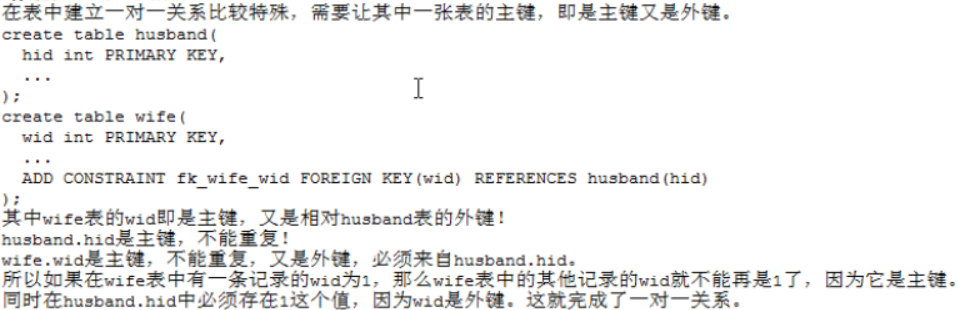 在表中建立一对一关系比较特殊，需要让其中一张表的主键，即是主键又是外键。
create table husband(
hid int PRIMARY KEY,
...
);
create table wife(
wid int PRIMARY KEY,
...
ADD CONSTRAINT fk_wife_wid FOREIGN KEY(wid) REFERENCES husband(hid)
);
其中wife表的wid即是主键，又是相对husband表的外键！
husband.hid是主键，不能重复！
wife.wid是主键，不能重复，又是外键，必须来自husband.hid。
所以如果在wife表中有一条记录的wid为1，那么wife表中的其他记录的wid就不能再是1了，因为它是主键。
同时在husband.hid中必须存在1这个值，因为wid是外键。这就完成了一对一关系。